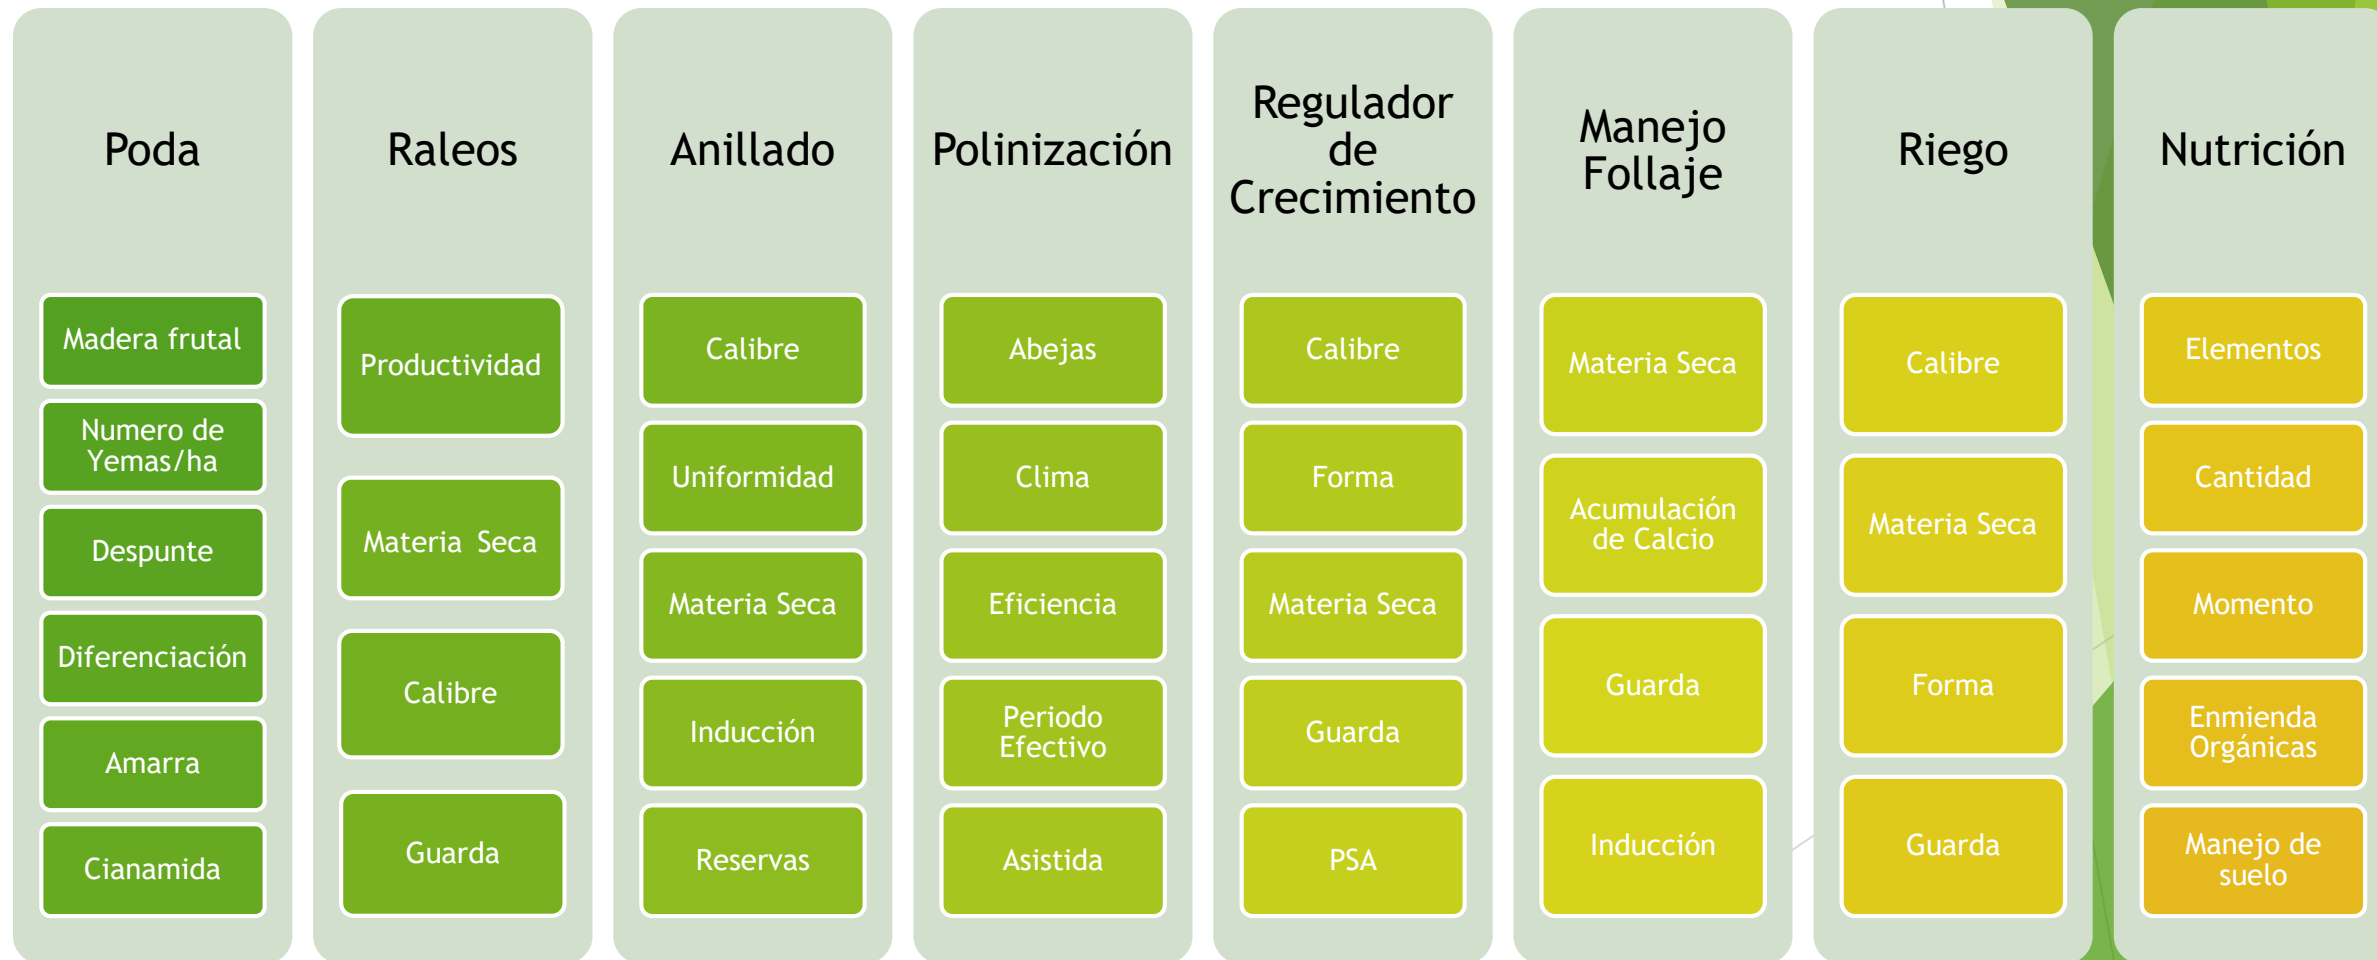 Poda
Madera frutal
Numero de
Yemas/ha
Despunte
Diferenciación
Amarra
Cianamida
Raleos
Productividad
Materia  Seca
Calibre
Guarda
Anillado
Calibre
Uniformidad
Materia Seca
Inducción
Reservas
Polinización
Abejas
Clima
Eficiencia
Periodo
Efectivo
Asistida
Regulador
de
Crecimiento
Calibre
Forma
Materia Seca
Guarda
PSA
Manejo
Follaje
Materia Seca
Acumulación
de Calcio
Guarda
Inducción
Riego
Calibre
Materia Seca
Forma
Guarda
Nutrición
Elementos
Cantidad
Momento
Enmienda
Orgánicas
Manejo de
suelo